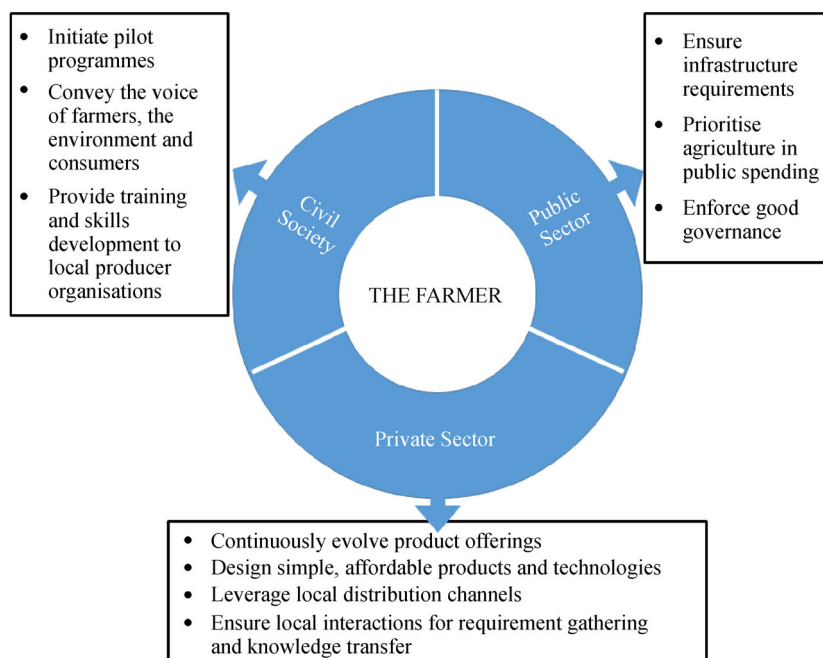 • Initiate pilot
programmes
• Convey the voice
of farmers, the
environment and
consumers
• Provide training
and skills
development to
local producer
organisations
• Ensure
infrastructure
requirements
• Prioritise
agriculture in
public spending
• Enforce good
governance
Civil
Society
Public
Sector
THE FARMER
Private Sector
• Continuously evolve product offerings
• Design simple, affordable products and technologies
• Leverage local distribution channels
• Ensure local interactions for requirement gathering
and knowledge transfer